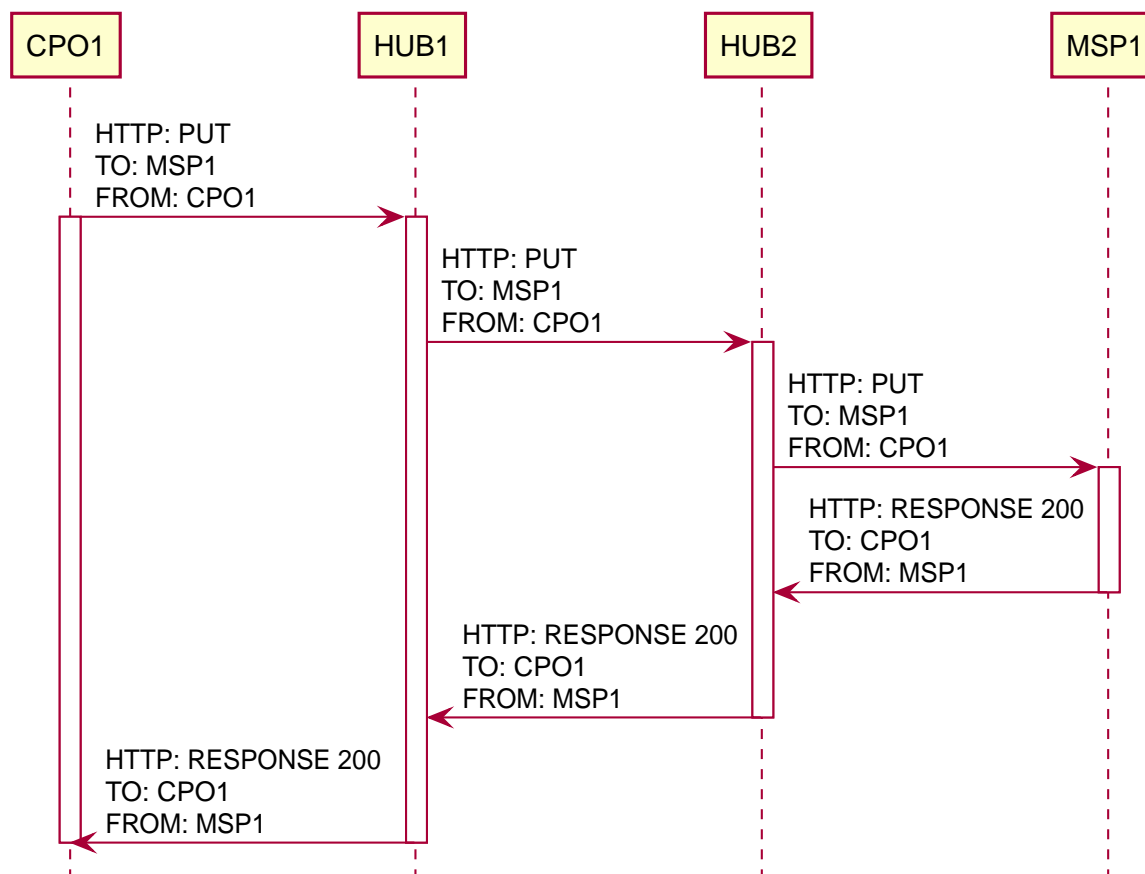 CPO1
HUB1
HUB2
MSP1
HTTP: PUT
TO: MSP1
FROM: CPO1
HTTP: PUT
TO: MSP1
FROM: CPO1
HTTP: PUT
TO: MSP1
FROM: CPO1
HTTP: RESPONSE 200
TO: CPO1
FROM: MSP1
HTTP: RESPONSE 200
TO: CPO1
FROM: MSP1
HTTP: RESPONSE 200
TO: CPO1
FROM: MSP1